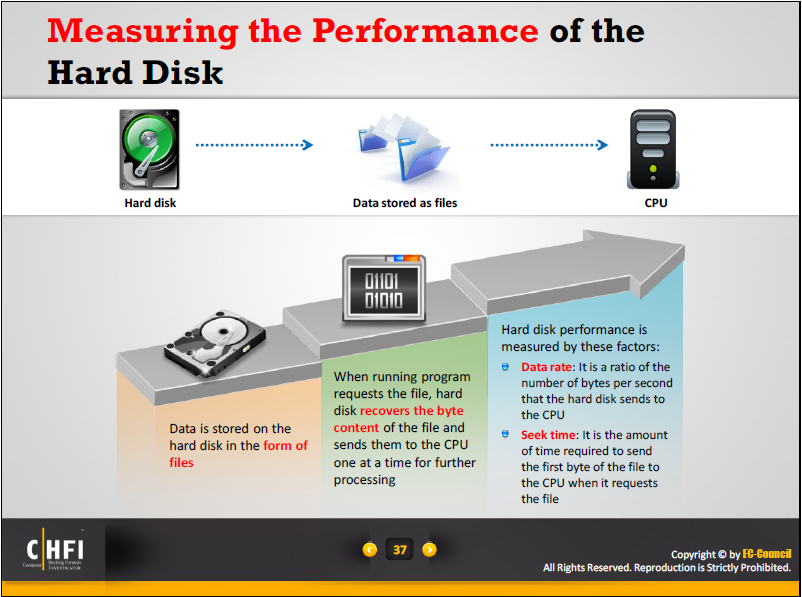 Measuring the Performance of the
Hard Disk
Hard disk
Data stored as files
CPU
01101
01010
Data is stored on the
hard disk in the form of
files
When running program
requests the file, hard
disk recovers the byte
content of the file and
sends them to the CPU
one at a time for further
processing
Hard disk performance is
measured by these factors:
Data rate: It is a ratio of the
number of bytes per second
that the hard disk sends to
the CPU
Seek time: It is the amount
of time required to send
the first byte of the file to
the CPU when it requests
the file
CHFI
Computer Hacking Forensic
INVESTIGATOR
37
Copyright © by EC-Council
All Rights Reserved. Reproduction is Strictly Prohibited.